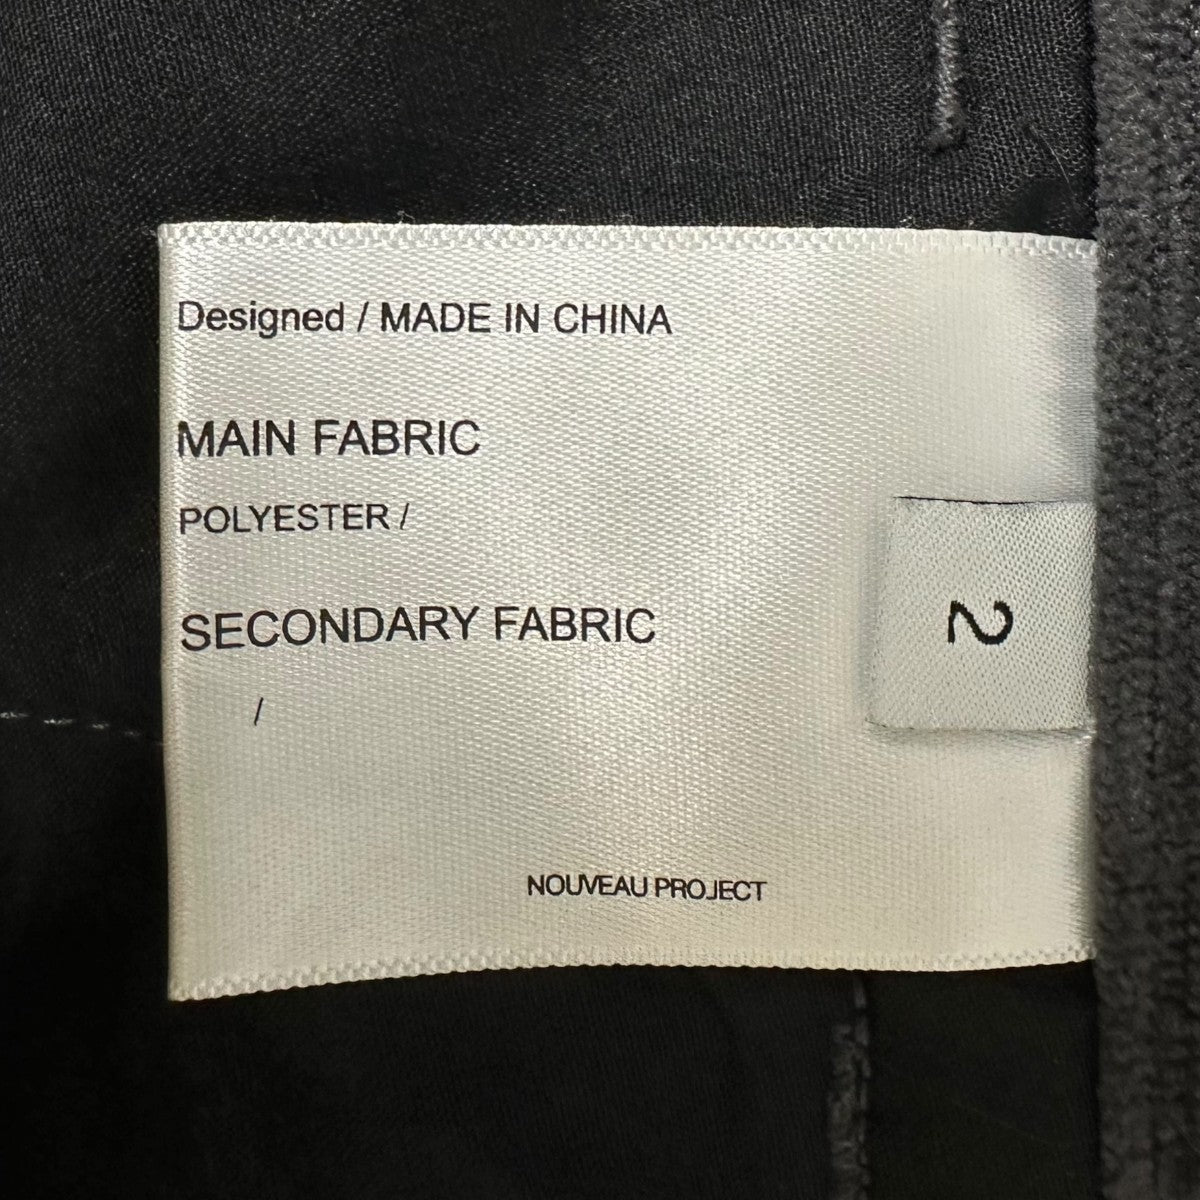 Designed / MADE IN CHINA
MAIN FABRIC
POLYESTER /
SECONDARY FABRIC
/
2
NOUVEAU PROJECT